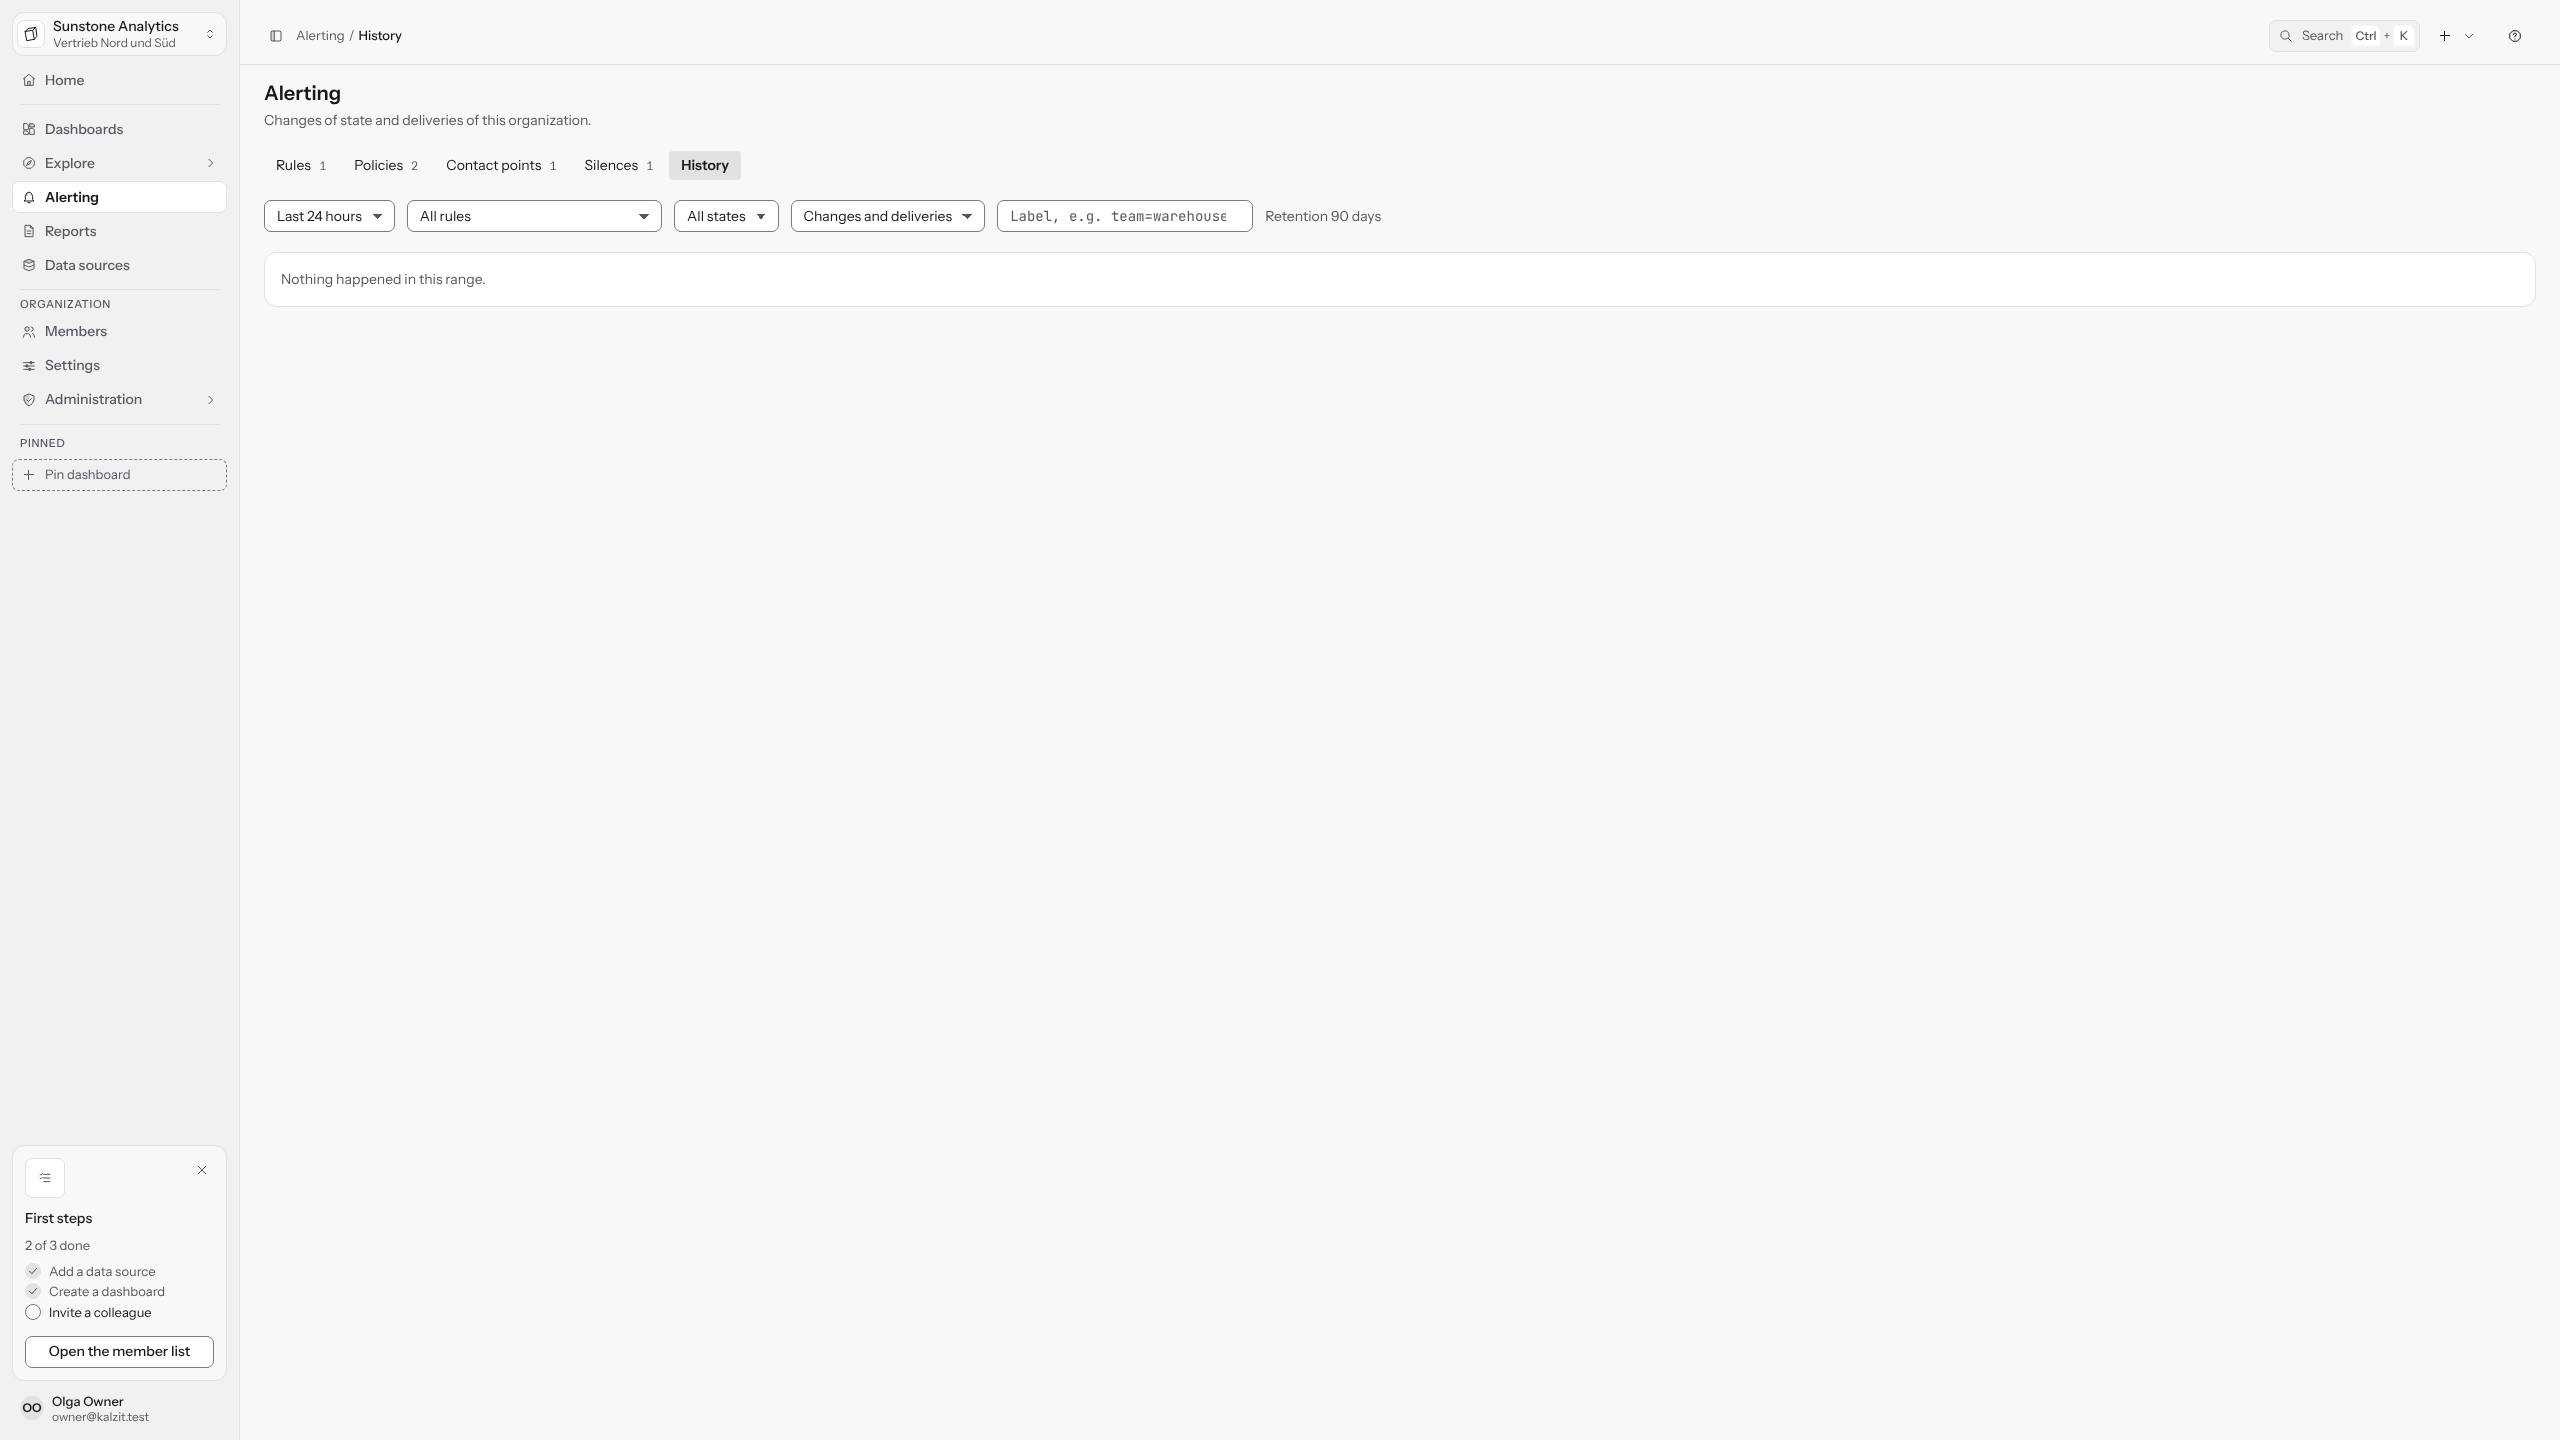 Sunstone Analytics
Vertrieb Nord und Süd
Home
Dashboards
Explore
Alerting
Reports
Data sources
ORGANIZATION
Members
Settings
Administration
PINNED
Pin dashboard
First steps
2 of 3 done
Add a data source
Create a dashboard
Invite a colleague
Open the member list
OO Olga Owner
owner@kalzit.test
Alerting / History
Search Ctrl + K
Alerting
Changes of state and deliveries of this organization.
Rules 1 Policies 2 Contact points 1 Silences 1 History
Last 24 hours All rules All states Changes and deliveries Label, e.g. team=warehouse Retention 90 days
Nothing happened in this range.